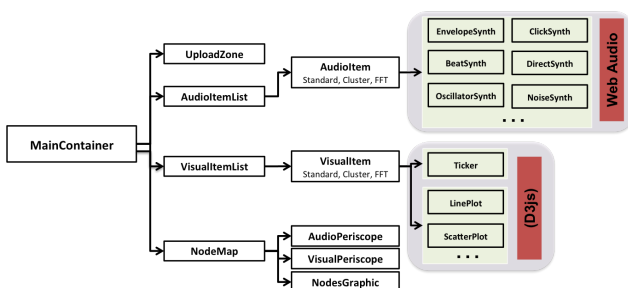 MainContainer
UploadZone
AudioItemList
VisualItemList
NodeMap
AudioItem
Standard, Cluster, FFT
VisualItem
Standard, Cluster, FFT
AudioPeriscope
VisualPeriscope
NodesGraphic
EnvelopeSynth
ClickSynth
BeatSynth
DirectSynth
OscillatorSynth
NoiseSynth
...
Web Audio
Ticker
LinePlot
ScatterPlot
...
(D3js)